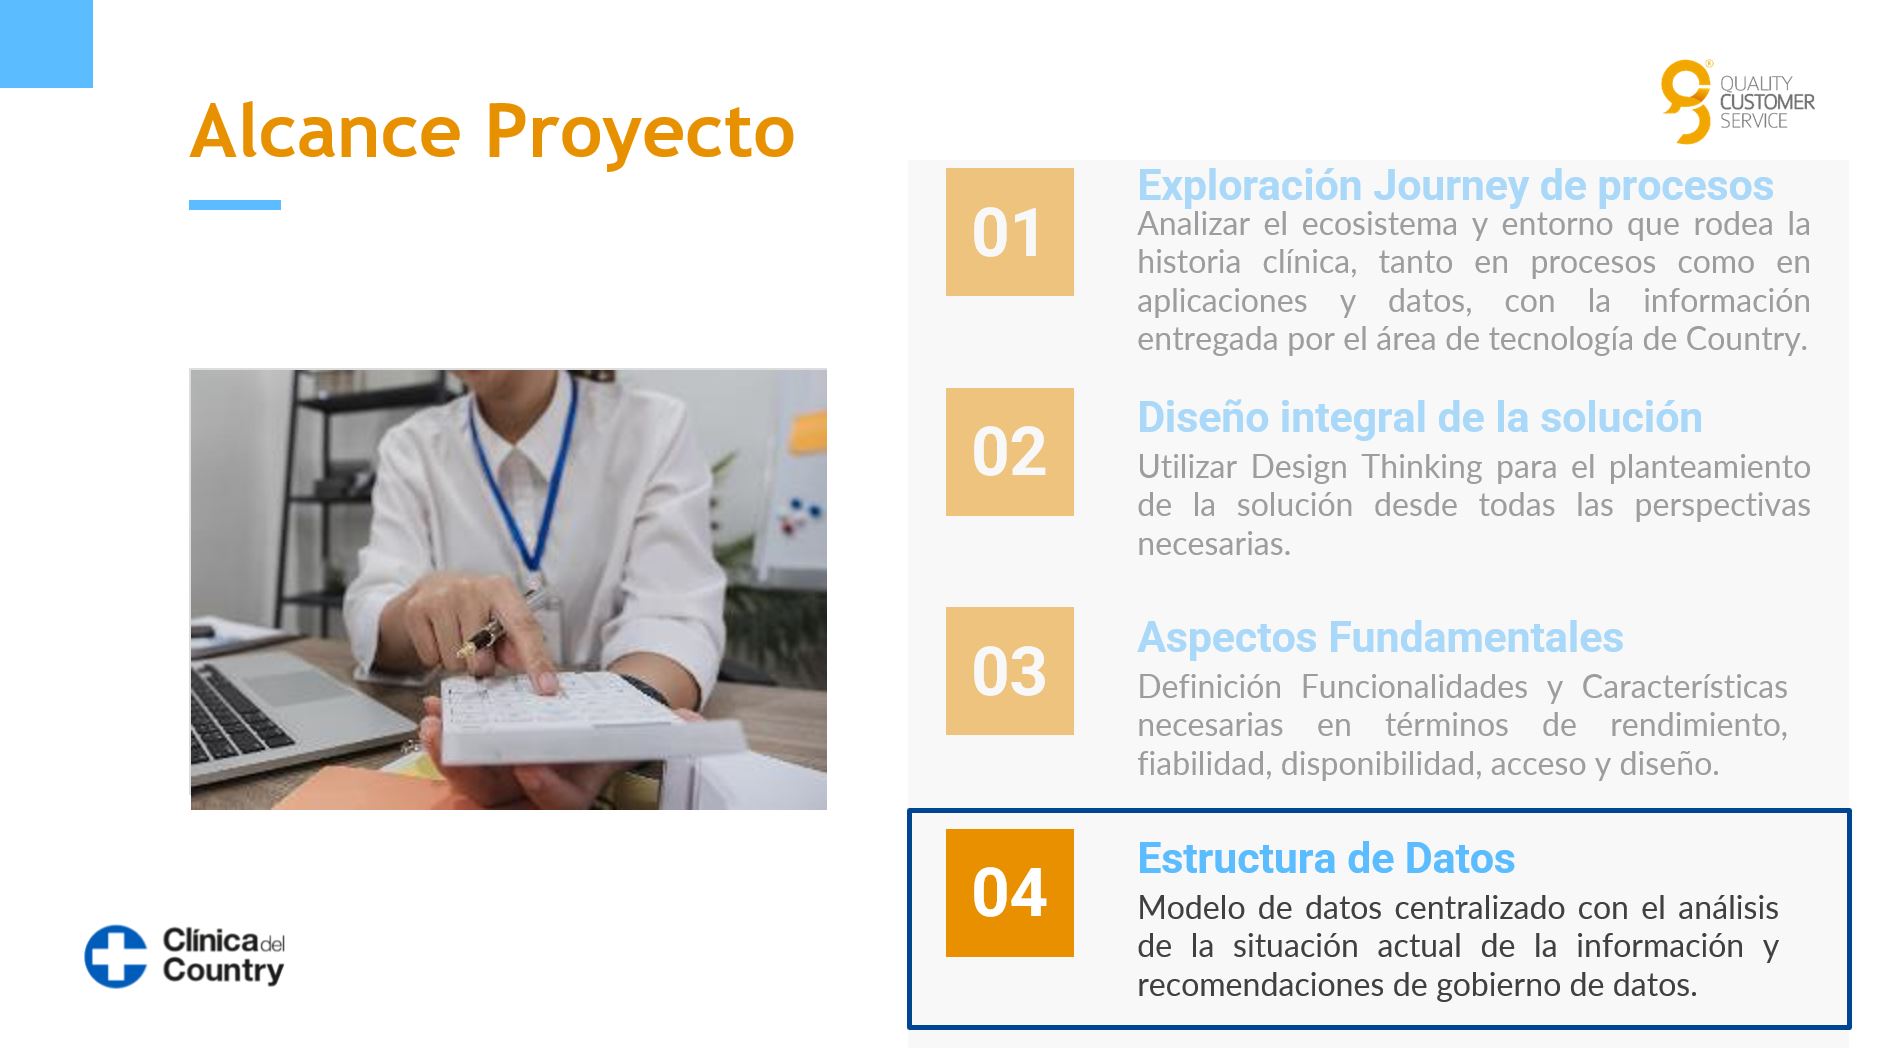 Alcance Proyecto
QUALITY
CUSTOMER
SERVICE
01
Exploración Journey de procesos
Analizar el ecosistema y entorno que rodea la
historia clínica, tanto en procesos como en
aplicaciones y datos, con la información
entregada por el área de tecnología de Country.
02
Diseño integral de la solución
Utilizar Design Thinking para el planteamiento
de la solución desde todas las perspectivas
necesarias.
03
Aspectos Fundamentales
Definición Funcionalidades y Características
necesarias en términos de rendimiento,
fiabilidad, disponibilidad, acceso y diseño.
04
Estructura de Datos
Modelo de datos centralizado con el análisis
de la situación actual de la información y
recomendaciones de gobierno de datos.
Clínica del
Country